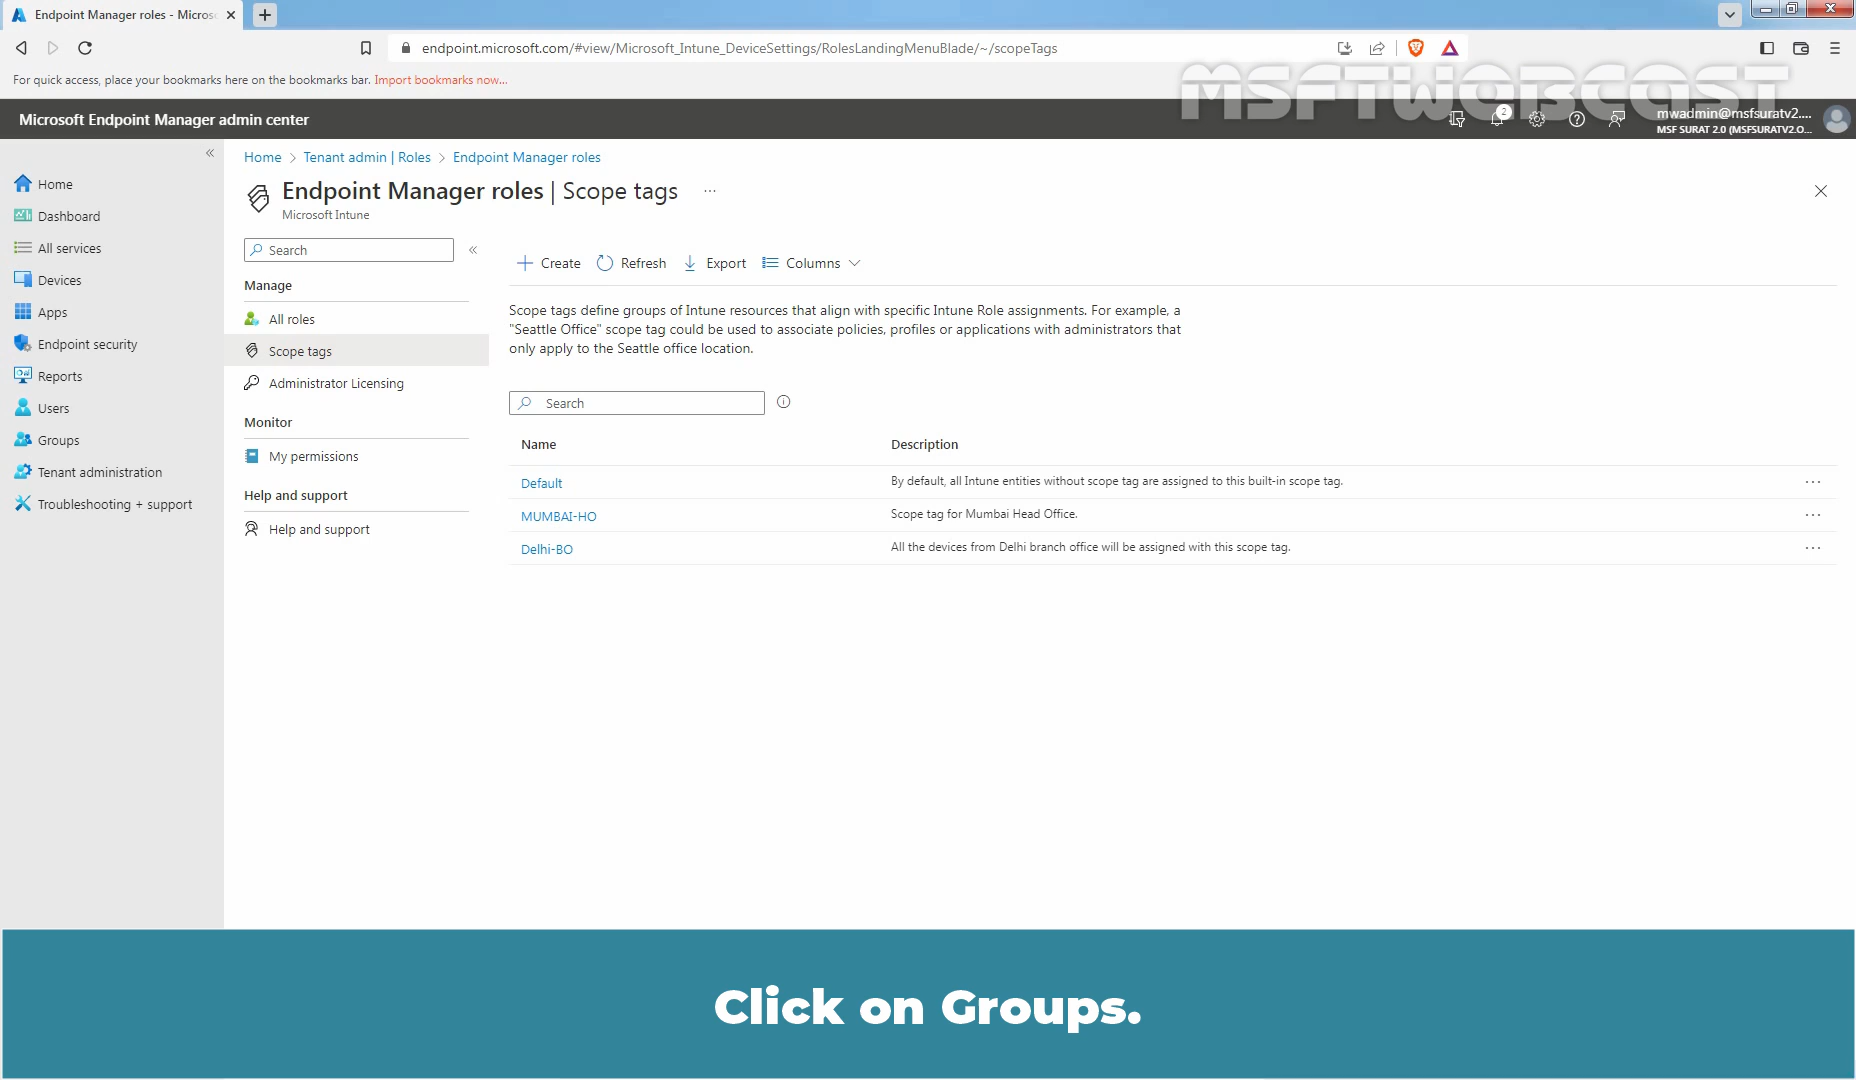 Endpoint Manager roles - Micros
endpoint.microsoft.com/#view/Microsoft_Intune_DeviceSettings/RolesLandingMenuBlade/~/scopeTags
For quick access, place your bookmarks here on the bookmarks bar. Import bookmarks now...
MSFTWEBCAST
Microsoft Endpoint Manager admin center
2
mwadmin@msfsuratv2....
MSF SURAT 2.0 (MSFSURATV2.O...
Home
Dashboard
All services
Devices
Apps
Endpoint security
Reports
Users
Groups
Tenant administration
Troubleshooting + support
Home > Tenant admin | Roles > Endpoint Manager roles
Endpoint Manager roles | Scope tags ...
Microsoft Intune
Search
Manage
All roles
Scope tags
Administrator Licensing
Monitor
My permissions
Help and support
Help and support
Create Refresh Export Columns
Scope tags define groups of Intune resources that align with specific Intune Role assignments. For example, a
"Seattle Office" scope tag could be used to associate policies, profiles or applications with administrators that
only apply to the Seattle office location.
Search
Name Description
Default By default, all Intune entities without scope tag are assigned to this built-in scope tag. ...
MUMBAI-HO Scope tag for Mumbai Head Office. ...
Delhi-BO All the devices from Delhi branch office will be assigned with this scope tag. ...
Click on Groups.